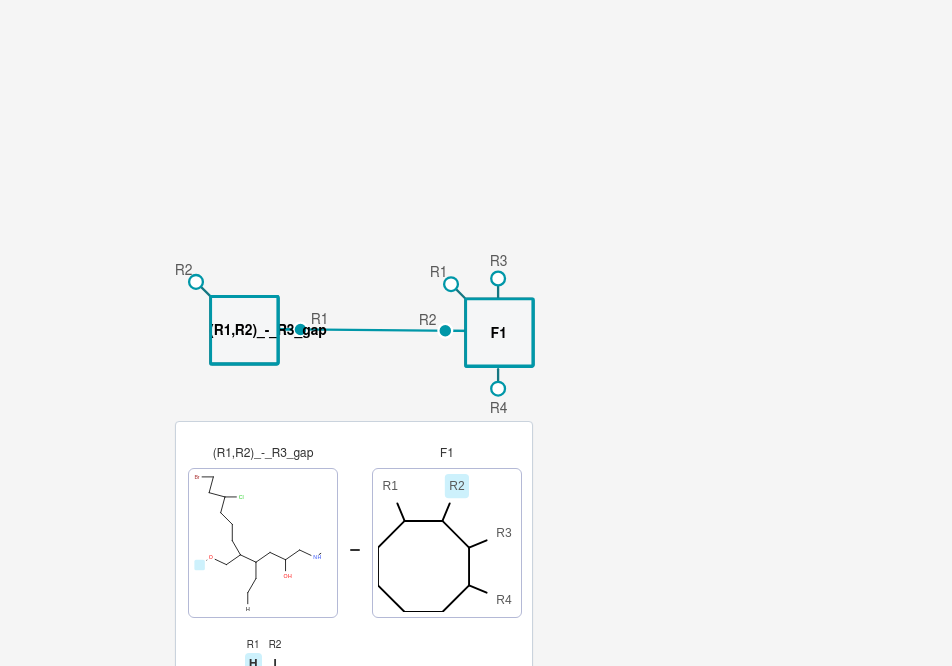 R3
R2
R1
R1
R2
(R1,R2)_-_R3_gap
F1
R4
(R1,R2)_-_R3_gap
F1
Br
R1
R2
Cl
R3
O
OH
R4
H
–
R1 R2
H